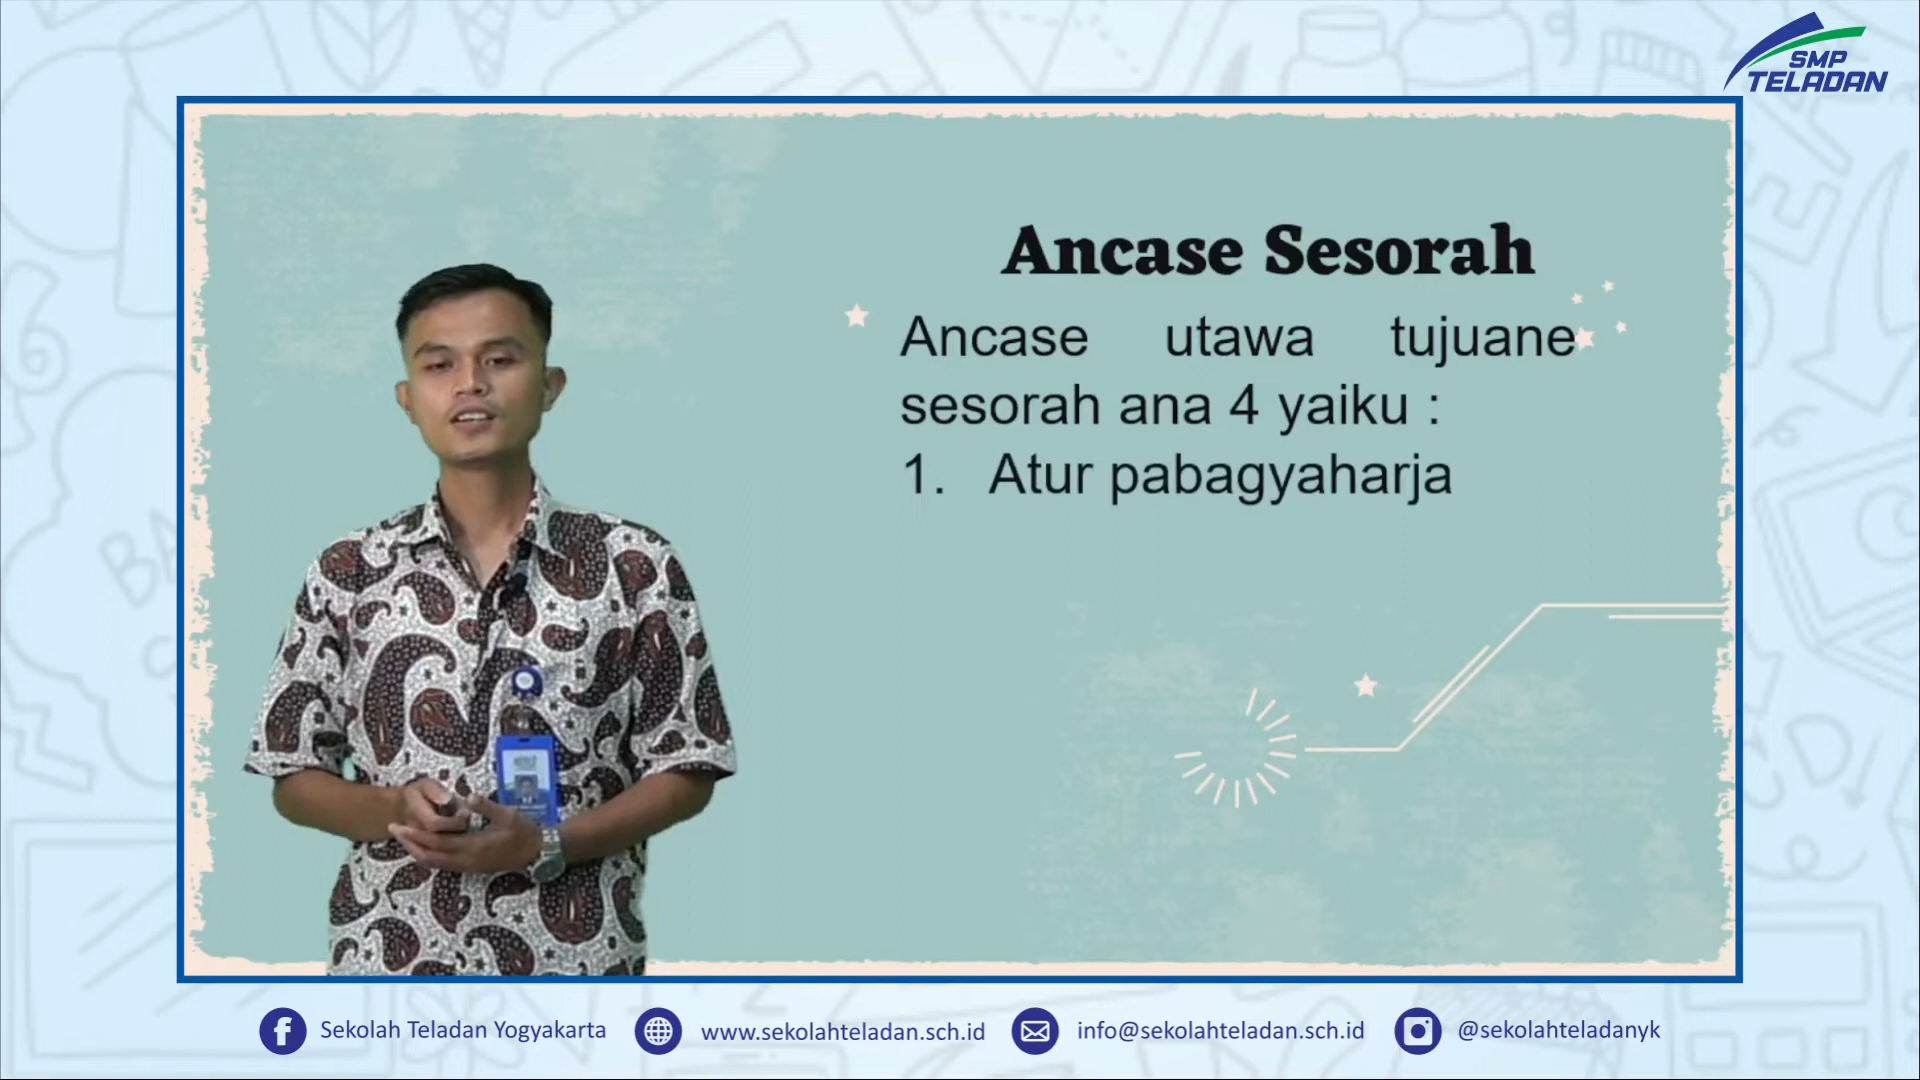 SMP
TELADAN
Ancase Sesorah
Ancase utawa tujuane
sesorah ana 4 yaiku :
1. Atur pabagyaharja
Sekolah Teladan Yogyakarta
www.sekolahteladan.sch.id
info@sekolahteladan.sch.id
@sekolahteladanyk